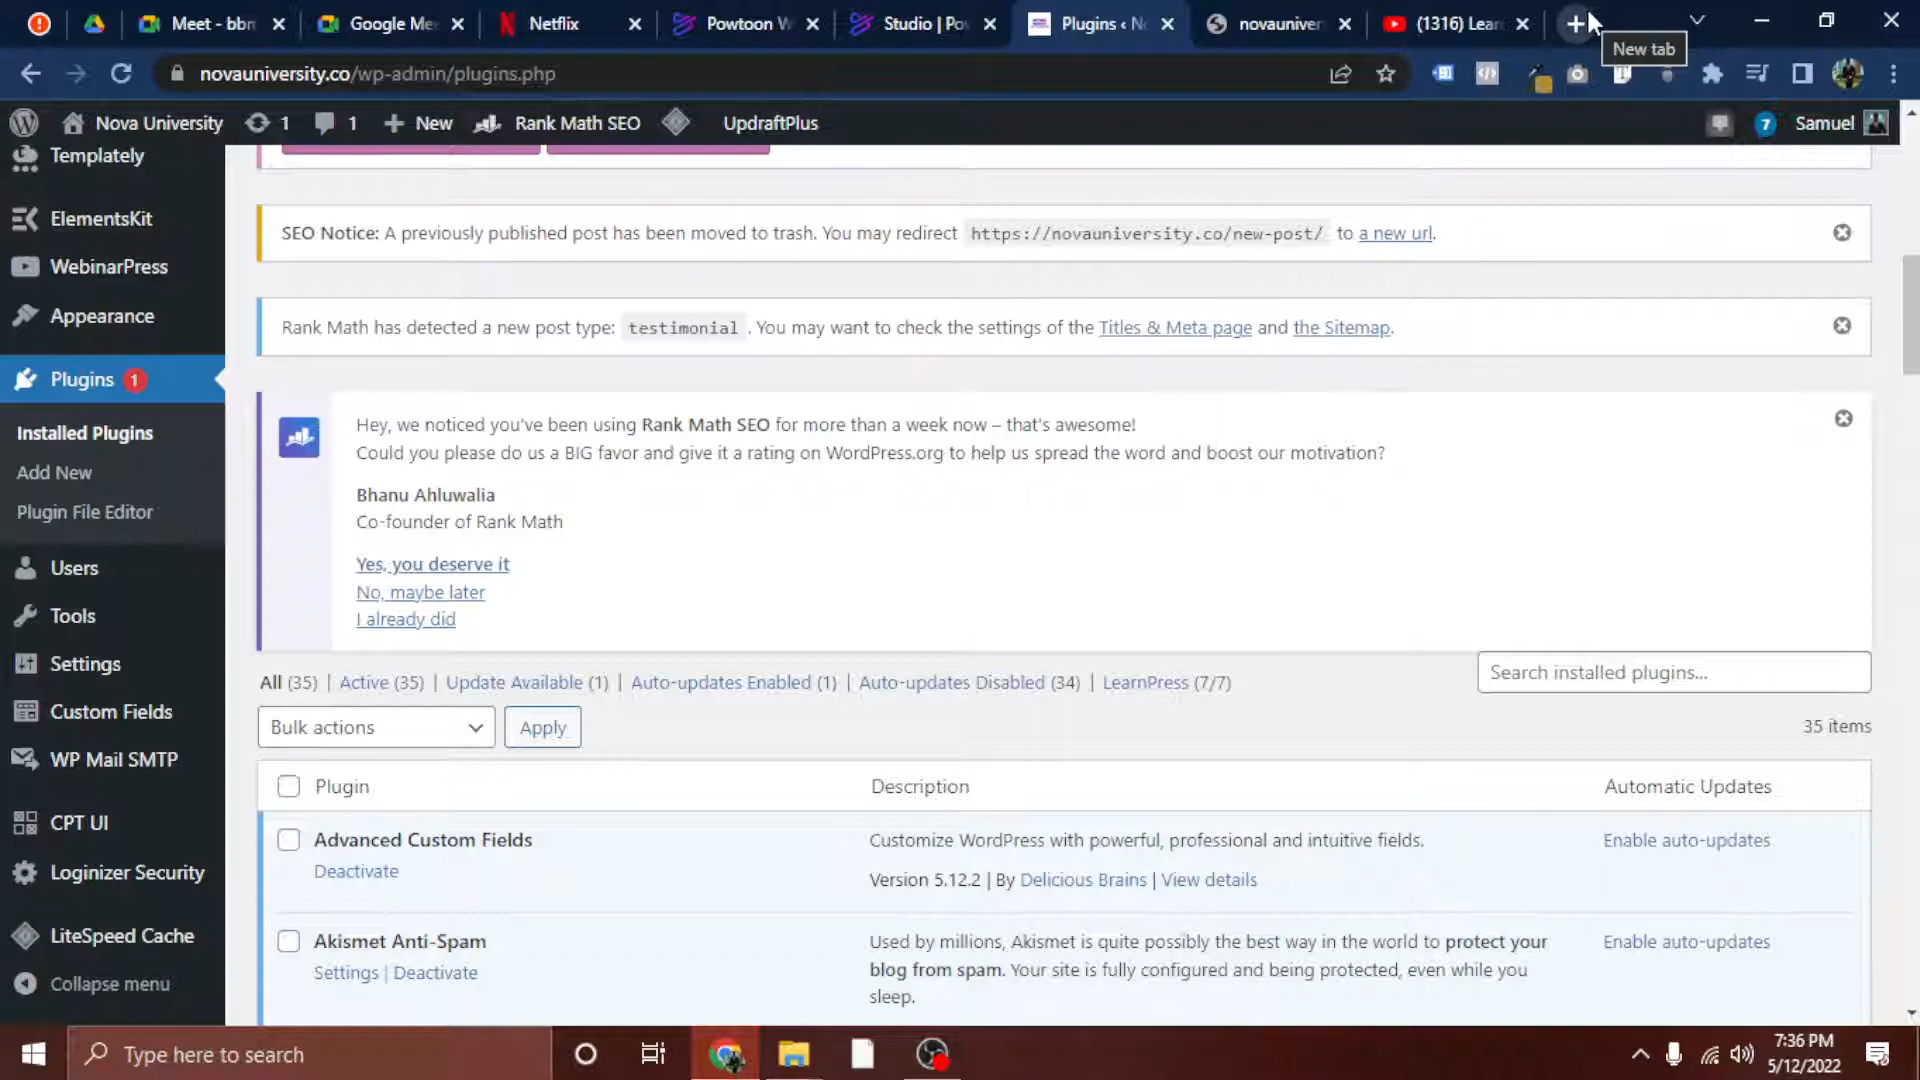 Meet - bbn
Google Me
Netflix
Powtoon W
Studio | Po
Plugins ‹ N
novauniver
(1316) Lear
New tab
novauniversity.co/wp-admin/plugins.php
Nova University
1
1
New
Rank Math SEO
UpdraftPlus
7
Samuel
Templately
ElementsKit
WebinarPress
Appearance
Plugins 1
Installed Plugins
Add New
Plugin File Editor
Users
Tools
Settings
Custom Fields
WP Mail SMTP
CPT UI
Loginizer Security
LiteSpeed Cache
Collapse menu
SEO Notice: A previously published post has been moved to trash. You may redirect https://novauniversity.co/new-post/ to a new url.
Rank Math has detected a new post type: testimonial . You may want to check the settings of the Titles & Meta page and the Sitemap.
Hey, we noticed you've been using Rank Math SEO for more than a week now – that's awesome!
Could you please do us a BIG favor and give it a rating on WordPress.org to help us spread the word and boost our motivation?
Bhanu Ahluwalia
Co-founder of Rank Math
Yes, you deserve it
No, maybe later
I already did
All (35) | Active (35) | Update Available (1) | Auto-updates Enabled (1) | Auto-updates Disabled (34) | LearnPress (7/7)
Search installed plugins...
Bulk actions
Apply
35 items
Plugin
Description
Automatic Updates
Advanced Custom Fields
Deactivate
Customize WordPress with powerful, professional and intuitive fields.
Version 5.12.2 | By Delicious Brains | View details
Enable auto-updates
Akismet Anti-Spam
Settings | Deactivate
Used by millions, Akismet is quite possibly the best way in the world to protect your
blog from spam. Your site is fully configured and being protected, even while you
sleep.
Enable auto-updates
Type here to search
7:36 PM
5/12/2022